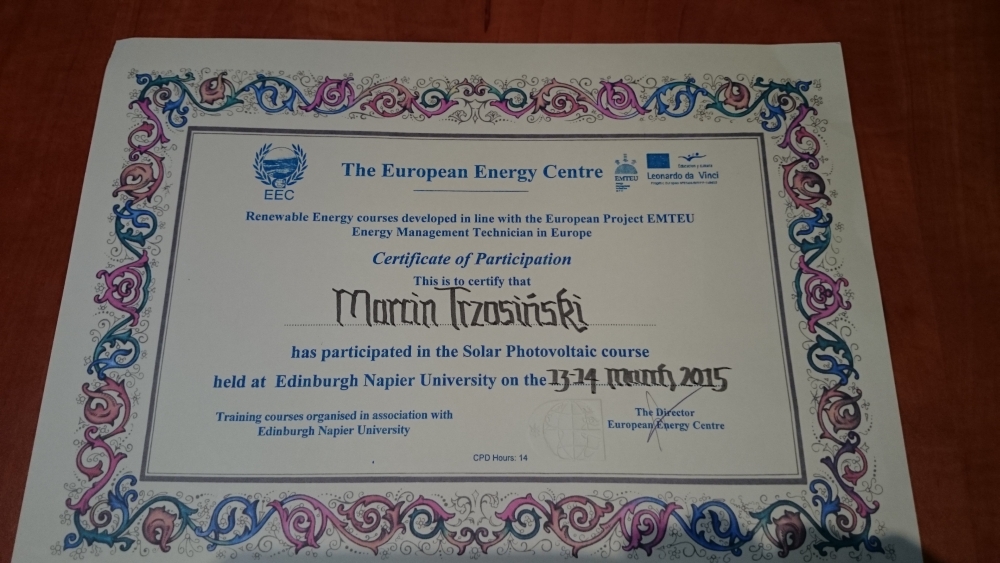 The European Energy Centre
EEC
EMTEU
Leonardo da Vinci
Renewable Energy courses developed in line with the European Project EMTEU
Energy Management Technician in Europe
Certificate of Participation
This is to certify that
Marcin Trzosiński
has participated in the Solar Photovoltaic course
held at Edinburgh Napier University on the 13-14 March, 2015
Training courses organised in association with
Edinburgh Napier University
The Director
European Energy Centre
CPD Hours: 14